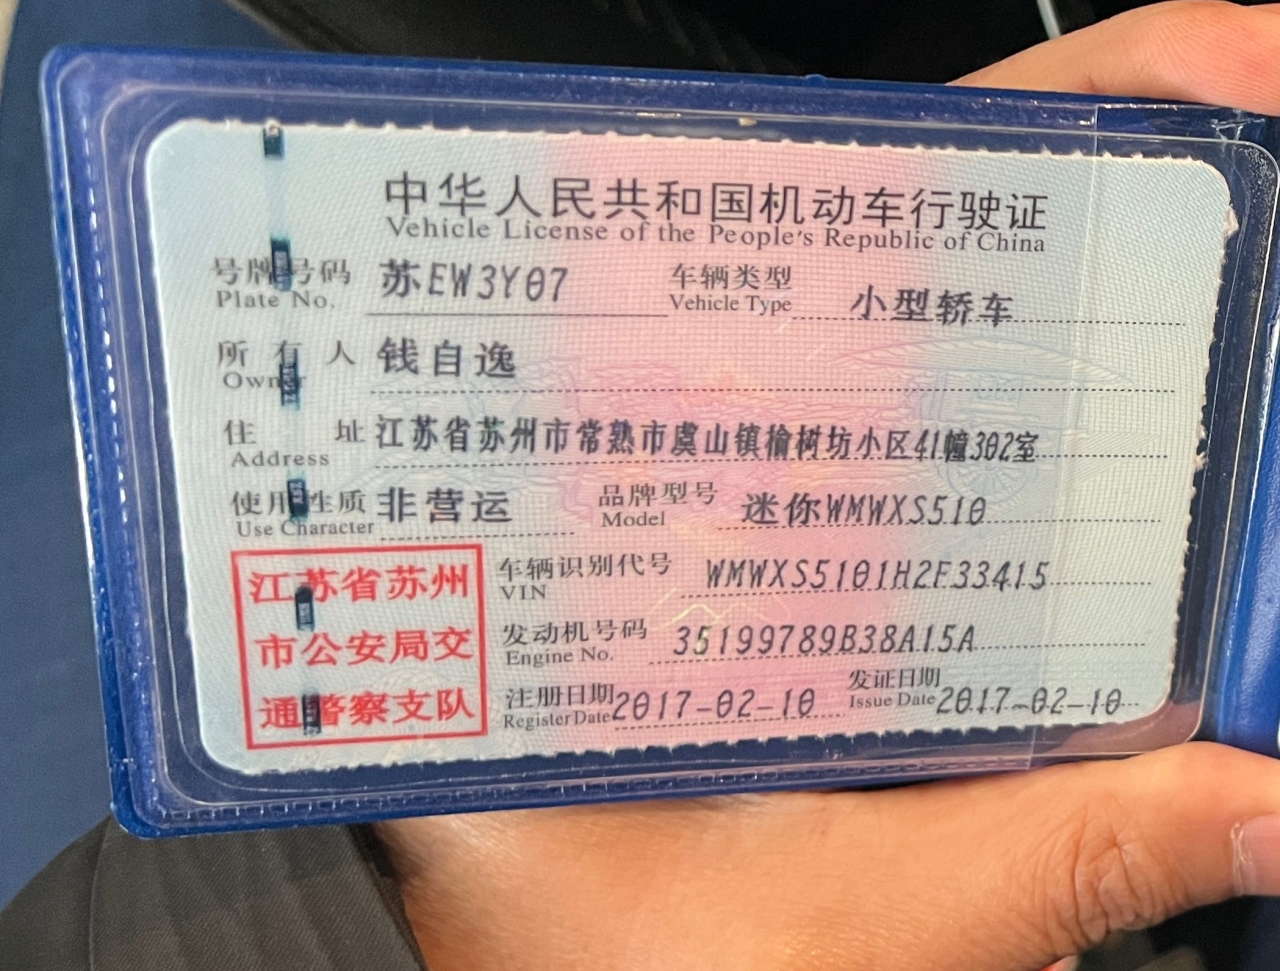 中华人民共和国机动车行驶证
Vehicle License of the People's Republic of China
号牌号码 苏EW3Y07 车辆类型 小型轿车
Plate No. Vehicle Type
所有人 钱自逸
Owner
住址 江苏省苏州市常熟市虞山镇榆树坊小区41幢302室
Address
使用性质 非营运 品牌型号 迷你WMWXS510
Use Character Model
江苏省苏州
市公安局交
通警察支队
车辆识别代号 WMWXS5101H2F33415
VIN
发动机号码 35199789B38A15A
Engine No.
注册日期 2017-02-10 发证日期 2017-02-10
Register Date Issue Date